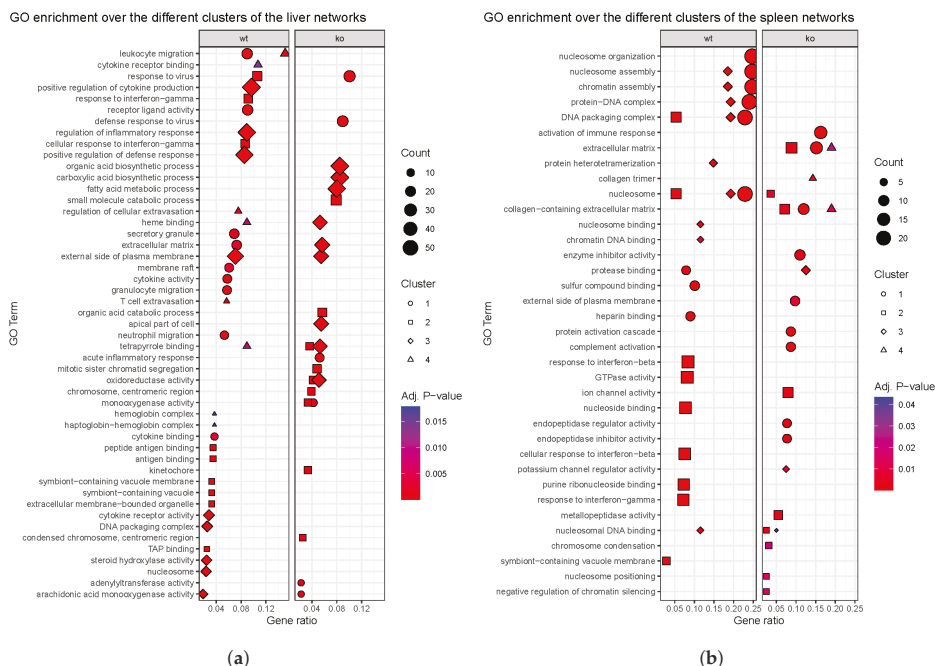 GO enrichment over the different clusters of the liver networks
wt
ko
leukocyte migration
cytokine receptor binding
response to virus
positive regulation of cytokine production
response to interferon-gamma
receptor ligand activity
defense response to virus
regulation of inflammatory response
cellular response to interferon-gamma
positive regulation of defense response
organic acid biosynthetic process
carboxylic acid biosynthetic process
fatty acid metabolic process
small molecule catabolic process
regulation of cellular extravasation
heme binding
secretory granule
extracellular matrix
external side of plasma membrane
membrane raft
cytokine activity
granulocyte migration
T cell extravasation
organic acid catabolic process
apical part of cell
neutrophil migration
tetrapyrrole binding
acute inflammatory response
mitotic sister chromatid segregation
oxidoreductase activity
chromosome, centromeric region
monooxygenase activity
hemoglobin complex
haptoglobin-hemoglobin complex
cytokine binding
peptide antigen binding
antigen binding
kinetochore
symbiont-containing vacuole membrane
symbiont-containing vacuole
extracellular membrane-bounded organelle
cytokine receptor activity
DNA packaging complex
condensed chromosome, centromeric region
TAP binding
steroid hydroxylase activity
nucleosome
adenylyltransferase activity
arachidonic acid monooxygenase activity
GO Term
0.04 0.08 0.12
0.04 0.08 0.12
Gene ratio
Count
10
20
30
40
50
Cluster
1
2
3
4
Adj. P-value
0.015
0.010
0.005
(a)
GO enrichment over the different clusters of the spleen networks
wt
ko
nucleosome organization
nucleosome assembly
chromatin assembly
protein-DNA complex
DNA packaging complex
activation of immune response
extracellular matrix
protein heterotetramerization
collagen trimer
nucleosome
collagen-containing extracellular matrix
nucleosome binding
chromatin DNA binding
enzyme inhibitor activity
protease binding
sulfur compound binding
external side of plasma membrane
heparin binding
protein activation cascade
complement activation
response to interferon-beta
GTPase activity
ion channel activity
nucleoside binding
endopeptidase regulator activity
endopeptidase inhibitor activity
cellular response to interferon-beta
potassium channel regulator activity
purine ribonucleoside binding
response to interferon-gamma
metallopeptidase activity
nucleosomal DNA binding
chromosome condensation
symbiont-containing vacuole membrane
nucleosome positioning
negative regulation of chromatin silencing
GO Term
0.05 0.10 0.15 0.20 0.25
0.05 0.10 0.15 0.20 0.25
Gene ratio
Count
5
10
15
20
Cluster
1
2
3
4
Adj. P-value
0.04
0.03
0.02
0.01
(b)